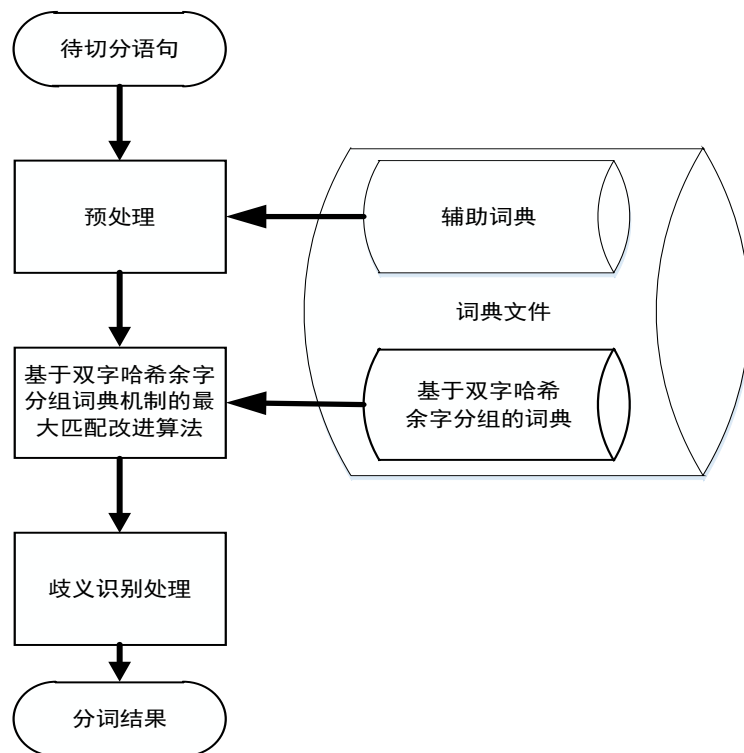 待切分语句
预处理
辅助词典
词典文件
基于双字哈希余字
分组词典机制的最
大匹配改进算法
基于双字哈希
余字分组的词典
歧义识别处理
分词结果